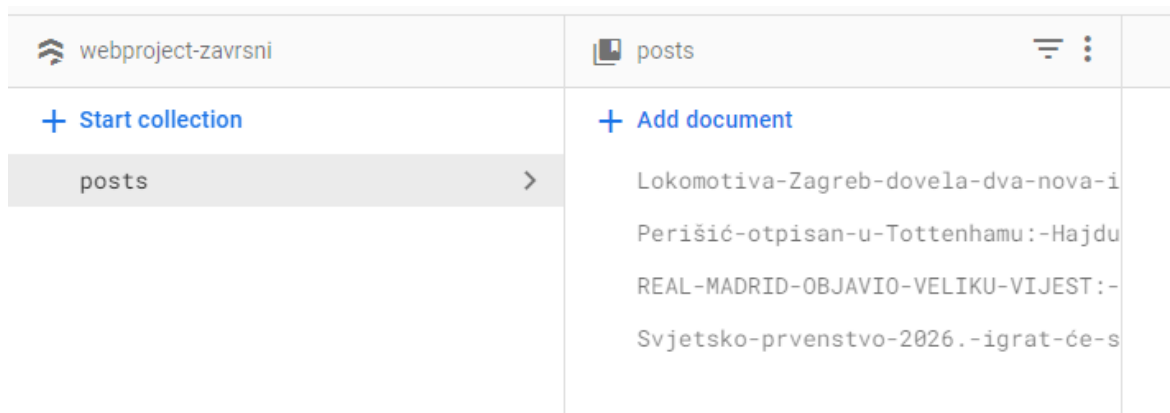 webproject-zavrsni
posts
Start collection
Add document
posts
Lokomotiva-Zagreb-dovela-dva-nova-i
Perišić-otpisan-u-Tottenhamu:-Hajdu
REAL-MADRID-OBJAVIO-VELIKU-VIJEST:-
Svjetsko-prvenstvo-2026.-igrat-će-s